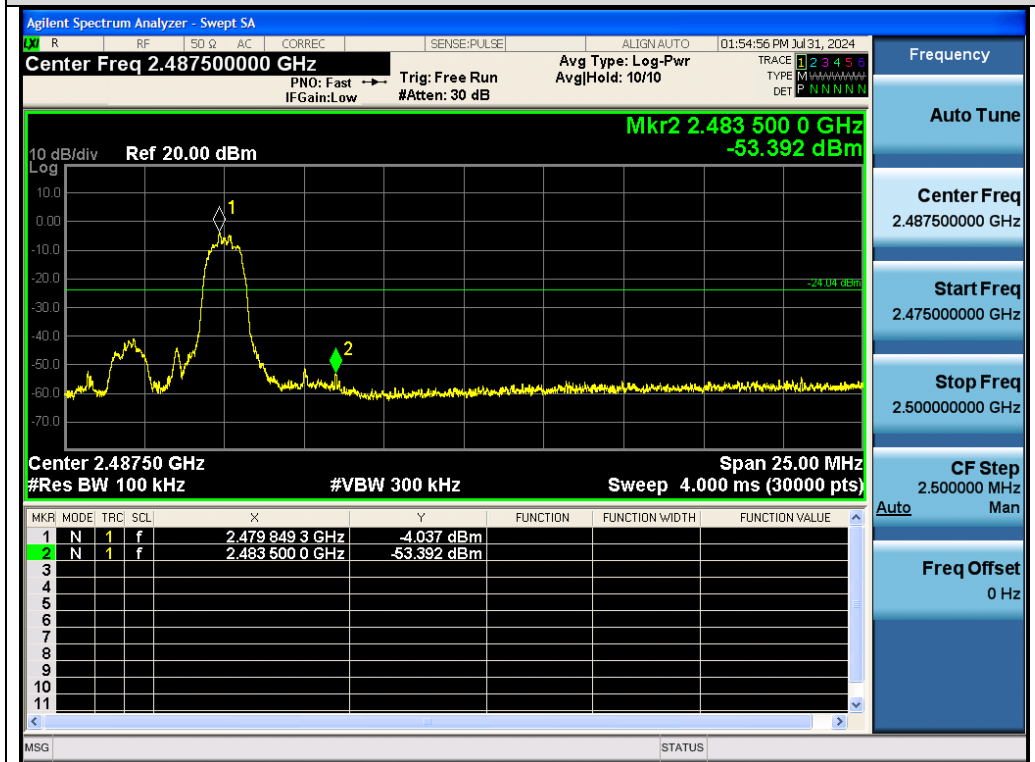 Agilent Spectrum Analyzer - Swept SA
LXI R RF 50 Ω AC CORREC SENSE:PULSE ALIGN AUTO 01:54:56 PM Jul 31, 2024
Center Freq 2.487500000 GHz
PNO: Fast
IFGain:Low
Trig: Free Run
#Atten: 30 dB
Avg Type: Log-Pwr
Avg|Hold: 10/10
TRACE 1 2 3 4 5 6
TYPE M WWWWW
DET P N N N N N
Mkr2 2.483 500 0 GHz
-53.392 dBm
10 dB/div Ref 20.00 dBm
Log
10.0
0.00
-10.0
-20.0
-30.0
-40.0
-50.0
-60.0
-70.0
1
2
-24.04 dBm
Center 2.48750 GHz Span 25.00 MHz
#Res BW 100 kHz #VBW 300 kHz Sweep 4.000 ms (30000 pts)
MKR MODE TRC SCL X Y FUNCTION FUNCTION WIDTH FUNCTION VALUE
1 N 1 f 2.479 849 3 GHz -4.037 dBm
2 N 1 f 2.483 500 0 GHz -53.392 dBm
3
4
5
6
7
8
9
10
11
MSG STATUS
Frequency
Auto Tune
Center Freq
2.487500000 GHz
Start Freq
2.475000000 GHz
Stop Freq
2.500000000 GHz
CF Step
2.500000 MHz
Auto Man
Freq Offset
0 Hz